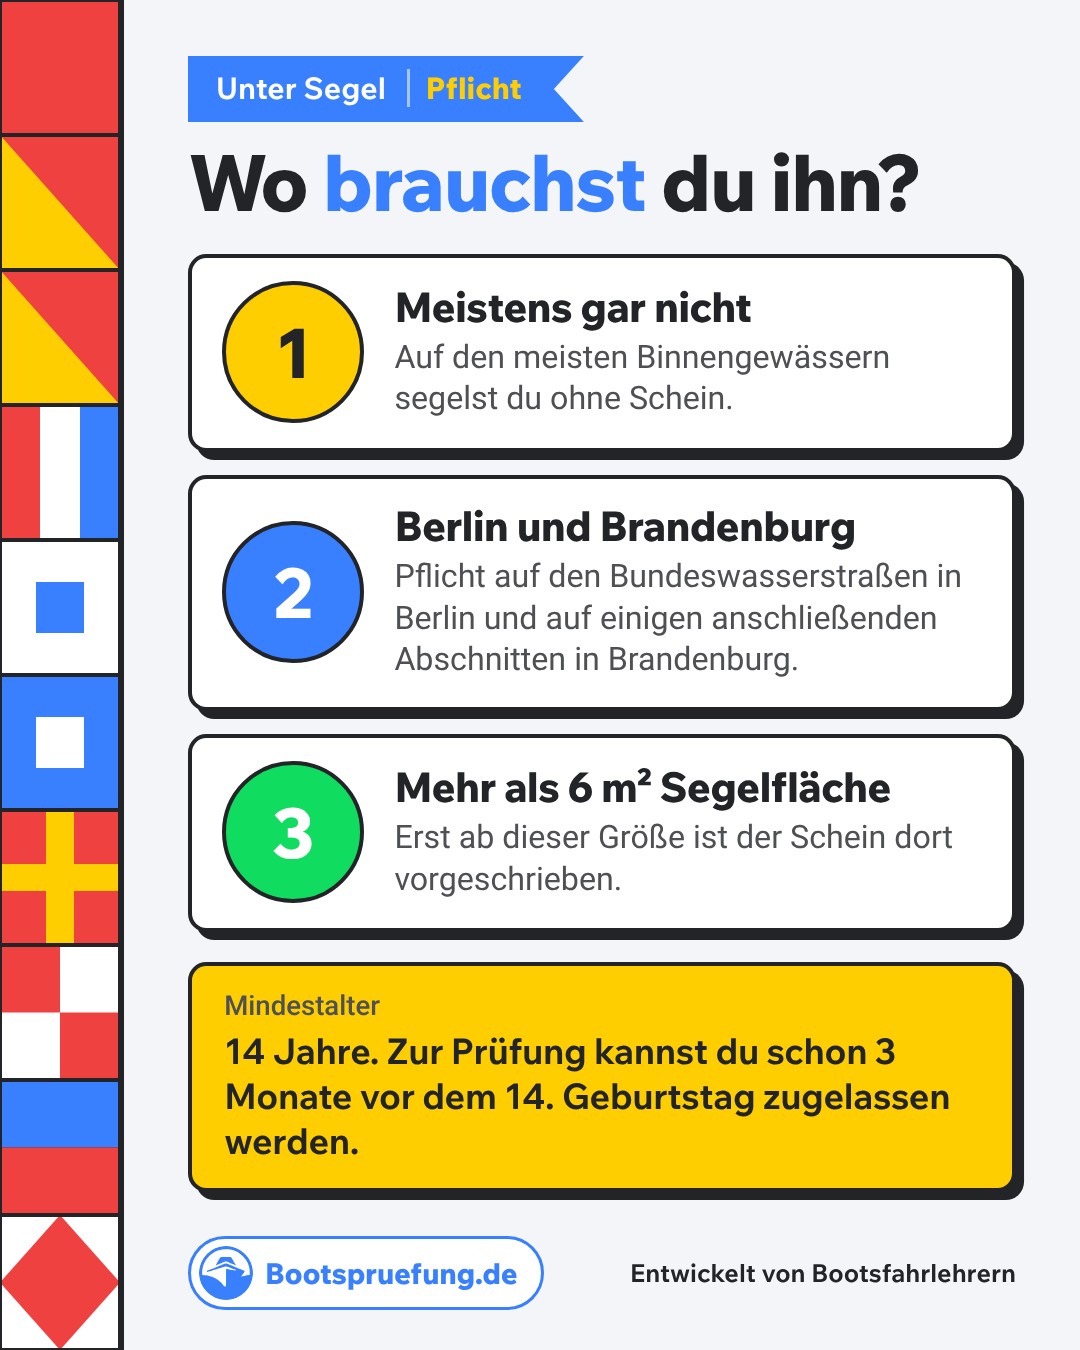 Unter Segel | Pflicht
Wo brauchst du ihn?
1
Meistens gar nicht
Auf den meisten Binnengewässern
segelst du ohne Schein.
2
Berlin und Brandenburg
Pflicht auf den Bundeswasserstraßen in
Berlin und auf einigen anschließenden
Abschnitten in Brandenburg.
3
Mehr als 6 m² Segelfläche
Erst ab dieser Größe ist der Schein dort
vorgeschrieben.
Mindestalter
14 Jahre. Zur Prüfung kannst du schon 3
Monate vor dem 14. Geburtstag zugelassen
werden.
Bootspruefung.de
Entwickelt von Bootsfahrlehrern